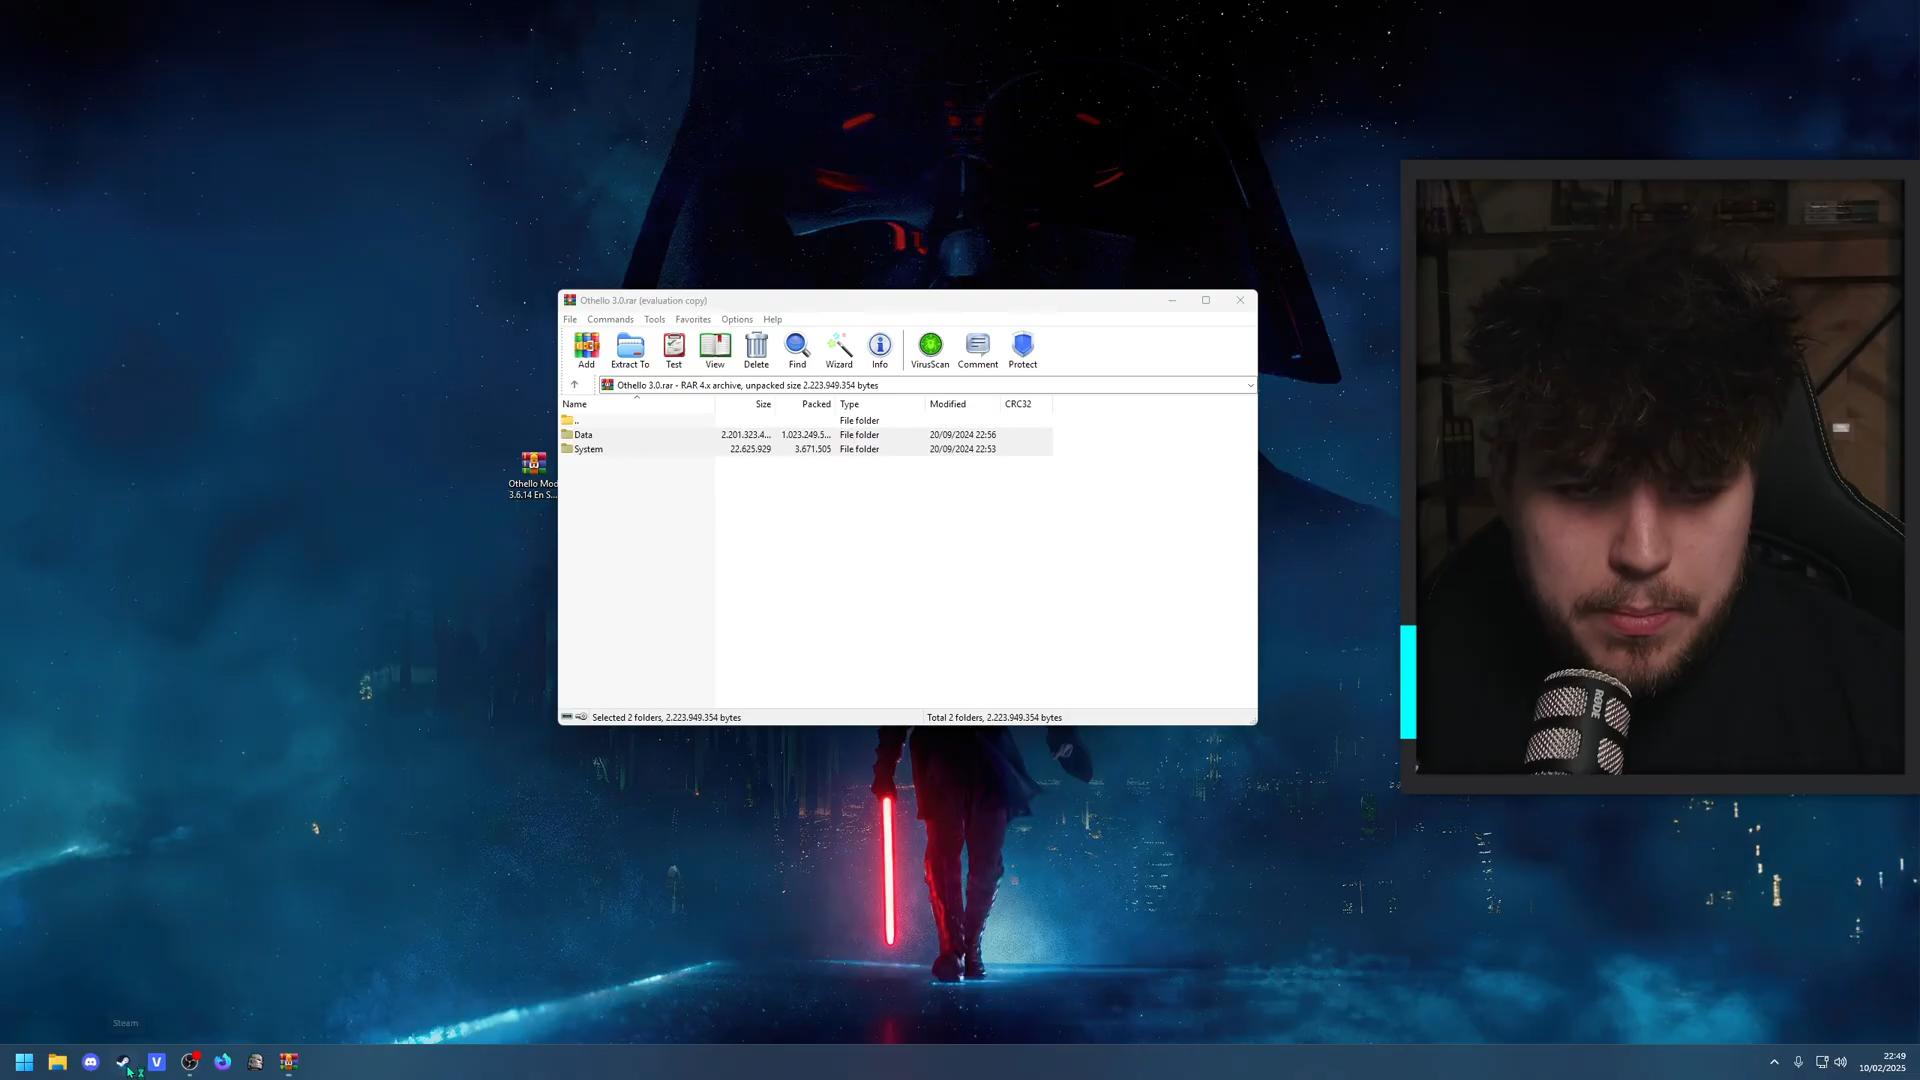 Othello 3.0.rar (evaluation copy)
File Commands Tools Favorites Options Help
Add Extract To Test View Delete Find Wizard Info VirusScan Comment Protect
Othello 3.0.rar - RAR 4.x archive, unpacked size 2.223.949.354 bytes
Name Size Packed Type Modified CRC32
.. File folder
Data 2.201.323.4... 1.023.249.5... File folder 20/09/2024 22:56
System 22.625.929 3.671.505 File folder 20/09/2024 22:53
Othello Mod
3.6.14 En S...
Selected 2 folders, 2.223.949.354 bytes Total 2 folders, 2.223.949.354 bytes
RØDE
Steam
22:49
10/02/2025